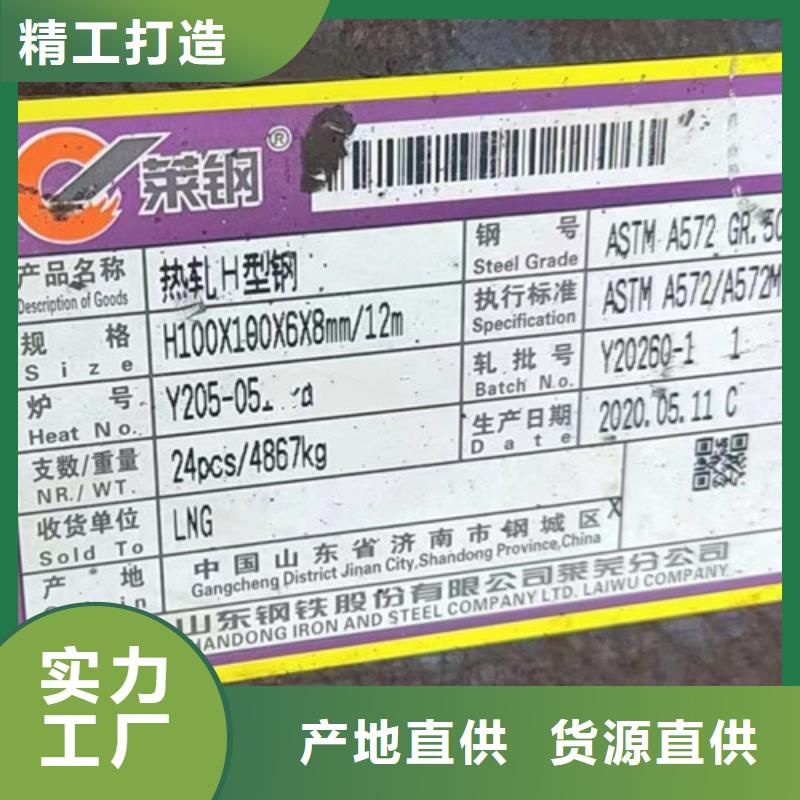 精工打造
莱钢®
产品名称
Description of Goods
热轧H型钢
钢 号
Steel Grade
ASTM A572 GR.50
规 格
Size
H100X100X6X8mm/12m
执行标准
Specification
ASTM A572/A572M
炉 号
Heat No.
Y205-05
轧批号
Batch No.
Y20260-1 1
支数/重量
NR./WT.
24pcs/4867kg
生产日期
Date
2020.05.11 C
收货单位
Sold To
LNG
X
产 地
中国山东省济南市钢城区
Gangcheng District Jinan City,Shandong Province,China
山东钢铁股份有限公司莱芜分公司
SHANDONG IRON AND STEEL COMPANY LTD. LAIWU COMPANY
实力
工厂
产地直供 货源直供